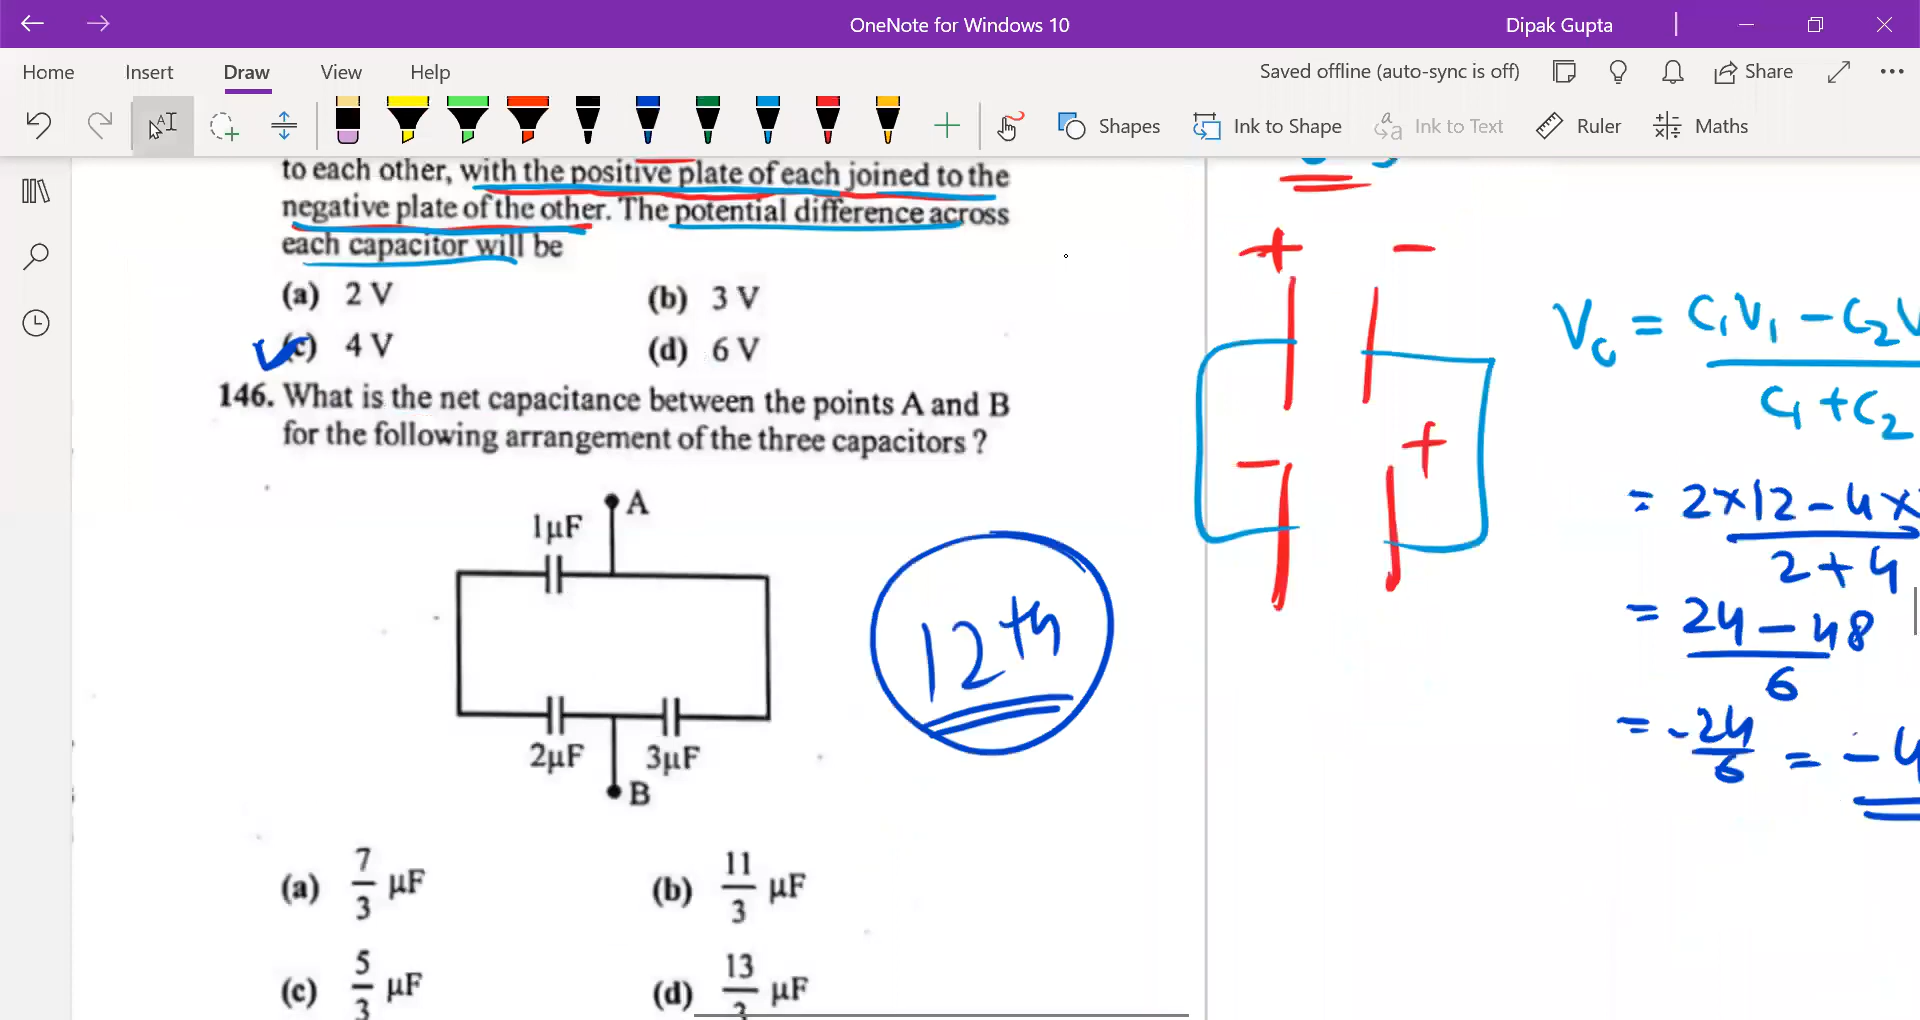 OneNote for Windows 10
Dipak Gupta
Home Insert Draw View Help
Saved offline (auto-sync is off)
Share
Shapes
Ink to Shape
Ink to Text
Ruler
Maths
to each other, with the positive plate of each joined to the
negative plate of the other. The potential difference across
each capacitor will be
(a) 2 V
(b) 3 V
(c) 4 V
(d) 6 V
146. What is the net capacitance between the points A and B
for the following arrangement of the three capacitors ?
A
1μF
2μF
3μF
B
12th
(a) 7/3 μF
(b) 11/3 μF
(c) 5/3 μF
(d) 13/3 μF
+ −
− +
Vc = C₁V₁ − C₂V
C₁ + C₂
= 2×12 − 4×
2+4
= 24 − 48
6
= -24/6 = -4